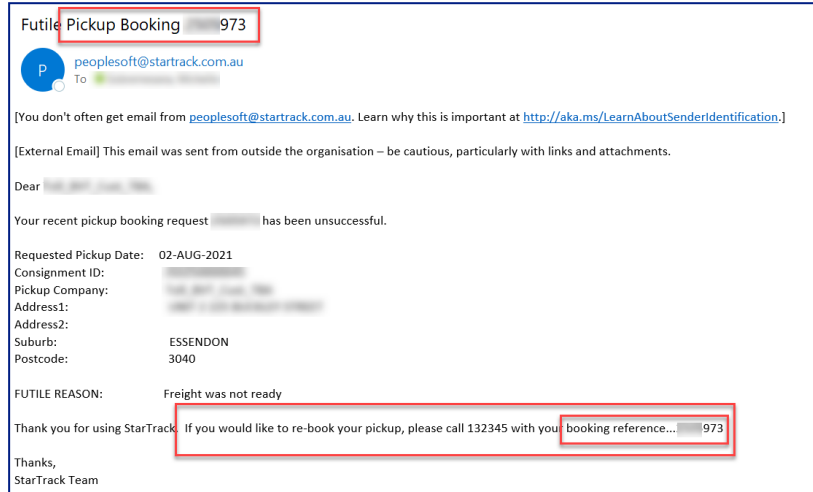 Futile Pickup Booking 973
P
peoplesoft@startrack.com.au
To
[You don't often get email from peoplesoft@startrack.com.au. Learn why this is important at http://aka.ms/LearnAboutSenderIdentification.]
[External Email] This email was sent from outside the organisation – be cautious, particularly with links and attachments.
Dear
Your recent pickup booking request has been unsuccessful.
Requested Pickup Date: 02-AUG-2021
Consignment ID:
Pickup Company:
Address1:
Address2:
Suburb: ESSENDON
Postcode: 3040
FUTILE REASON: Freight was not ready
Thank you for using StarTrack. If you would like to re-book your pickup, please call 132345 with your booking reference... 973
Thanks,
StarTrack Team